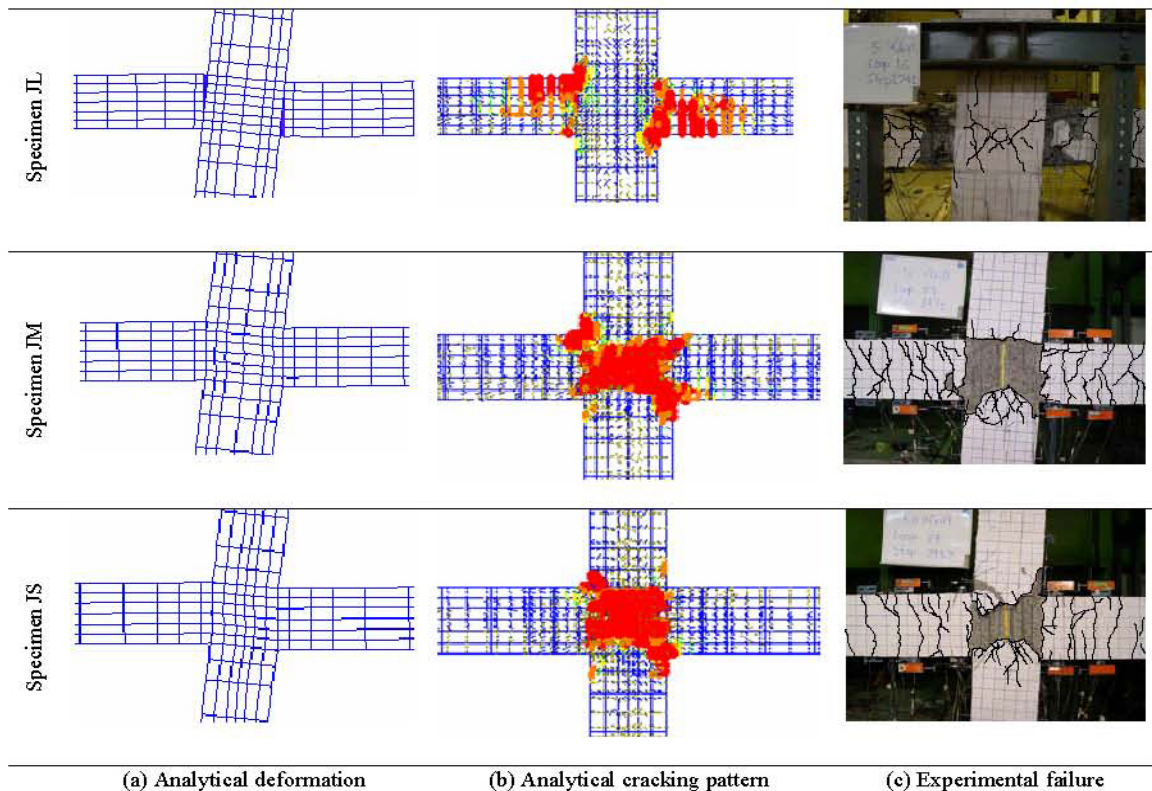 Specimen JL
Specimen JM
Specimen JS
(a) Analytical deformation
(b) Analytical cracking pattern
(c) Experimental failure